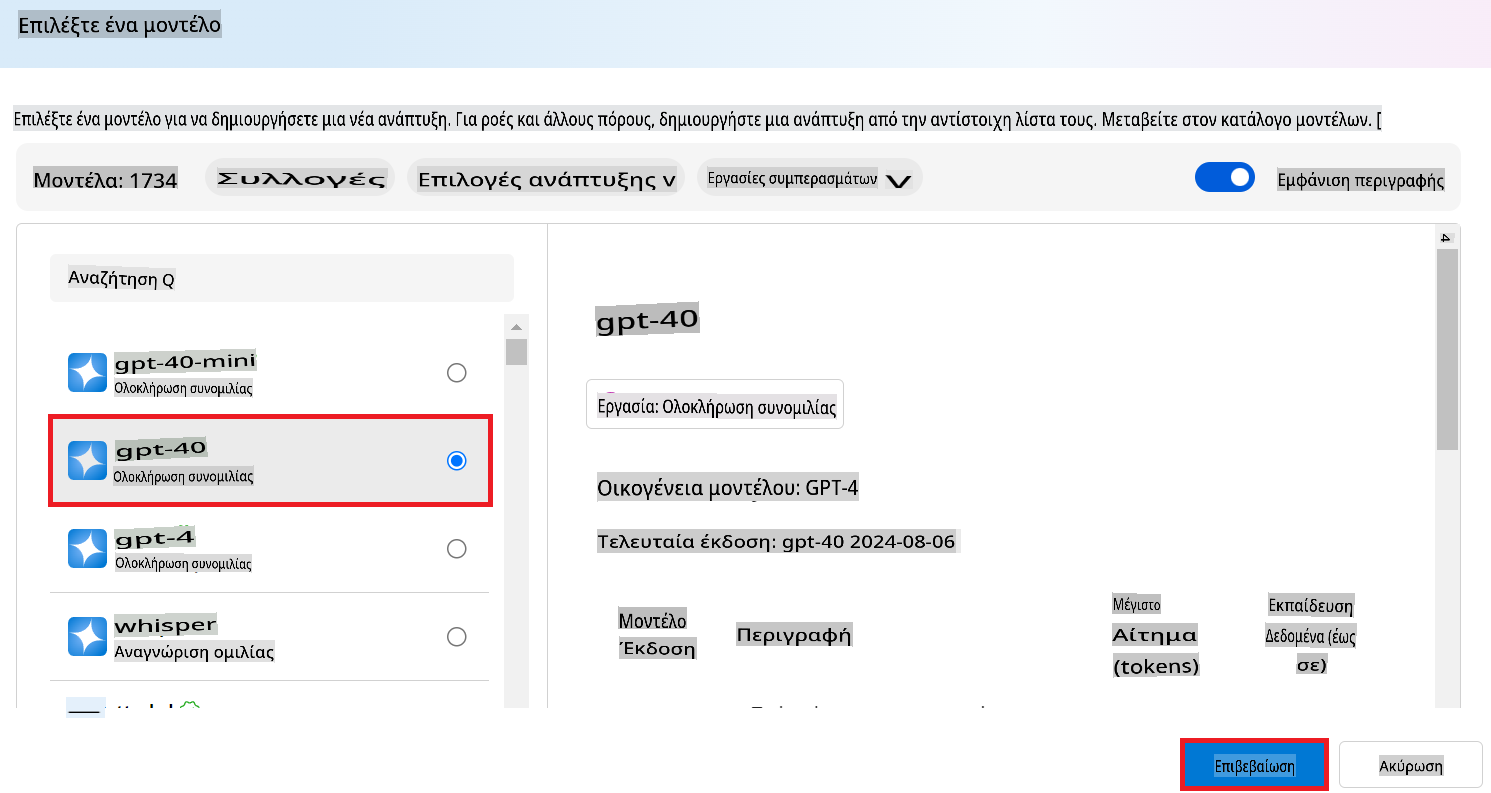 Επιλέξτε ένα μοντέλο
Επιλέξτε ένα μοντέλο για να δημιουργήσετε μια νέα ανάπτυξη. Για ροές και άλλους πόρους, δημιουργήστε μια ανάπτυξη από την αντίστοιχη λίστα τους. Μεταβείτε στον κατάλογο μοντέλων. [
Μοντέλα: 1734
Συλλογές
Επιλογές ανάπτυξης v
Εργασίες συμπερασμάτων v
Εμφάνιση περιγραφής
Αναζήτηση Q
gpt-40-mini
Ολοκλήρωση συνομιλίας
gpt-40
Ολοκλήρωση συνομιλίας
gpt-4
Ολοκλήρωση συνομιλίας
whisper
Αναγνώριση ομιλίας
gpt-40
Εργασία: Ολοκλήρωση συνομιλίας
Οικογένεια μοντέλου: GPT-4
Τελευταία έκδοση: gpt-40 2024-08-06
Μοντέλο
Έκδοση
Περιγραφή
Μέγιστο
Αίτημα
(tokens)
Εκπαίδευση
Δεδομένα (έως
σε)
Επιβεβαίωση
Ακύρωση